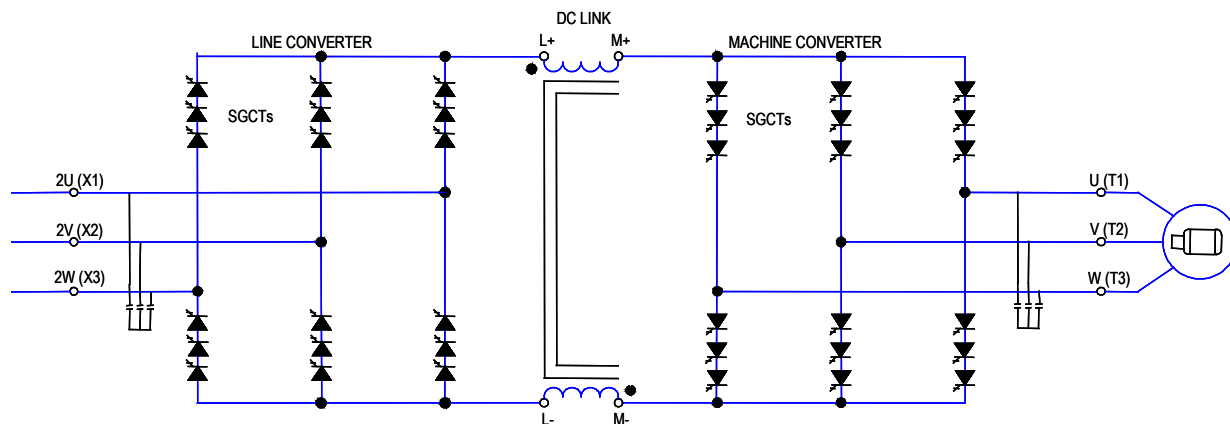 DC LINK
LINE CONVERTER
L+
M+
MACHINE CONVERTER
SGCTs
SGCTs
2U (X1)
U (T1)
2V (X2)
V (T2)
2W (X3)
W (T3)
L-
M-